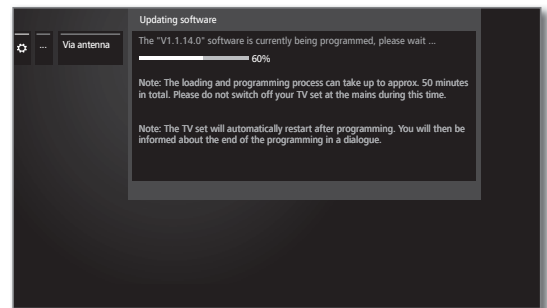 Updating software
... Via antenna
The "V1.1.14.0" software is currently being programmed, please wait ...
60%
Note: The loading and programming process can take up to approx. 50 minutes
in total. Please do not switch off your TV set at the mains during this time.
Note: The TV set will automatically restart after programming. You will then be
informed about the end of the programming in a dialogue.